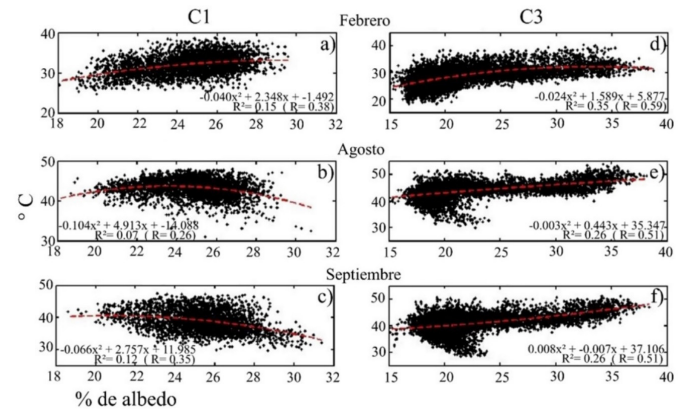 C1
C3
Febrero
40
30
20
a)
-0.040x² + 2.348x + -1.492
R²= 0.15 ( R= 0.38)
18 20 22 24 26 28 30 32
40
30
20
d)
-0.024x² + 1.589x + 5.877
R²= 0.35 ( R= 0.59)
15 20 25 30 35 40
Agosto
50
40
30
b)
-0.104x² + 4.913x + -14.088
R²= 0.07 ( R= 0.26)
18 20 22 24 26 28 30 32
50
40
30
e)
-0.003x² + 0.443x + 35.347
R²= 0.26 ( R= 0.51)
15 20 25 30 35 40
° C
Septiembre
50
40
30
c)
-0.066x² + 2.757x + 11.985
R²= 0.12 ( R= 0.35)
18 20 22 24 26 28 30 32
50
40
30
f)
0.008x² + -0.007x + 37.106
R²= 0.26 ( R= 0.51)
15 20 25 30 35 40
% de albedo